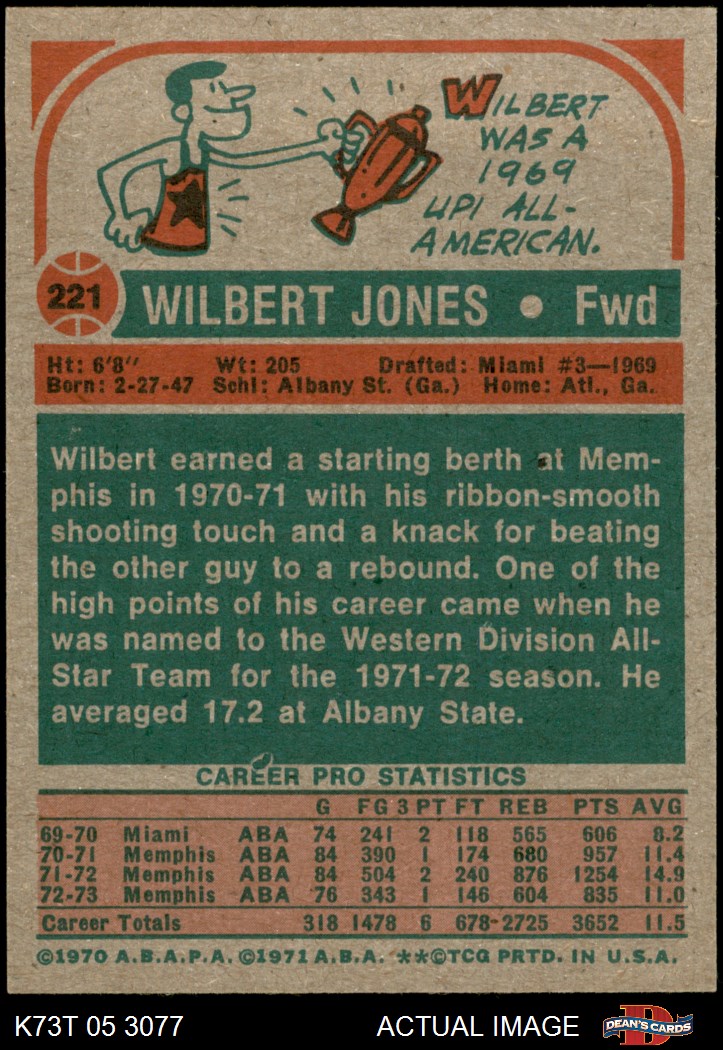 WILBERT
WAS A
1969
UPI ALL-
AMERICAN.
221 WILBERT JONES • Fwd
Ht: 6'8" Wt: 205 Drafted: Miami #3—1969
Born: 2-27-47 Schl: Albany St. (Ga.) Home: Atl., Ga.
Wilbert earned a starting berth at Mem-
phis in 1970-71 with his ribbon-smooth
shooting touch and a knack for beating
the other guy to a rebound. One of the
high points of his career came when he
was named to the Western Division All-
Star Team for the 1971-72 season. He
averaged 17.2 at Albany State.
CAREER PRO STATISTICS
G FG 3 PT FT REB PTS AVG
69-70 Miami ABA 74 241 2 118 565 606 8.2
70-71 Memphis ABA 84 390 1 174 680 957 11.4
71-72 Memphis ABA 84 504 2 240 876 1254 14.9
72-73 Memphis ABA 76 343 1 146 604 835 11.0
Career Totals 318 1478 6 678-2725 3652 11.5
©1970 A.B.A.P.A. ©1971 A.B.A. **©TCG PRTD. IN U.S.A.
K73T 05 3077 ACTUAL IMAGE D DEAN'S CARDS